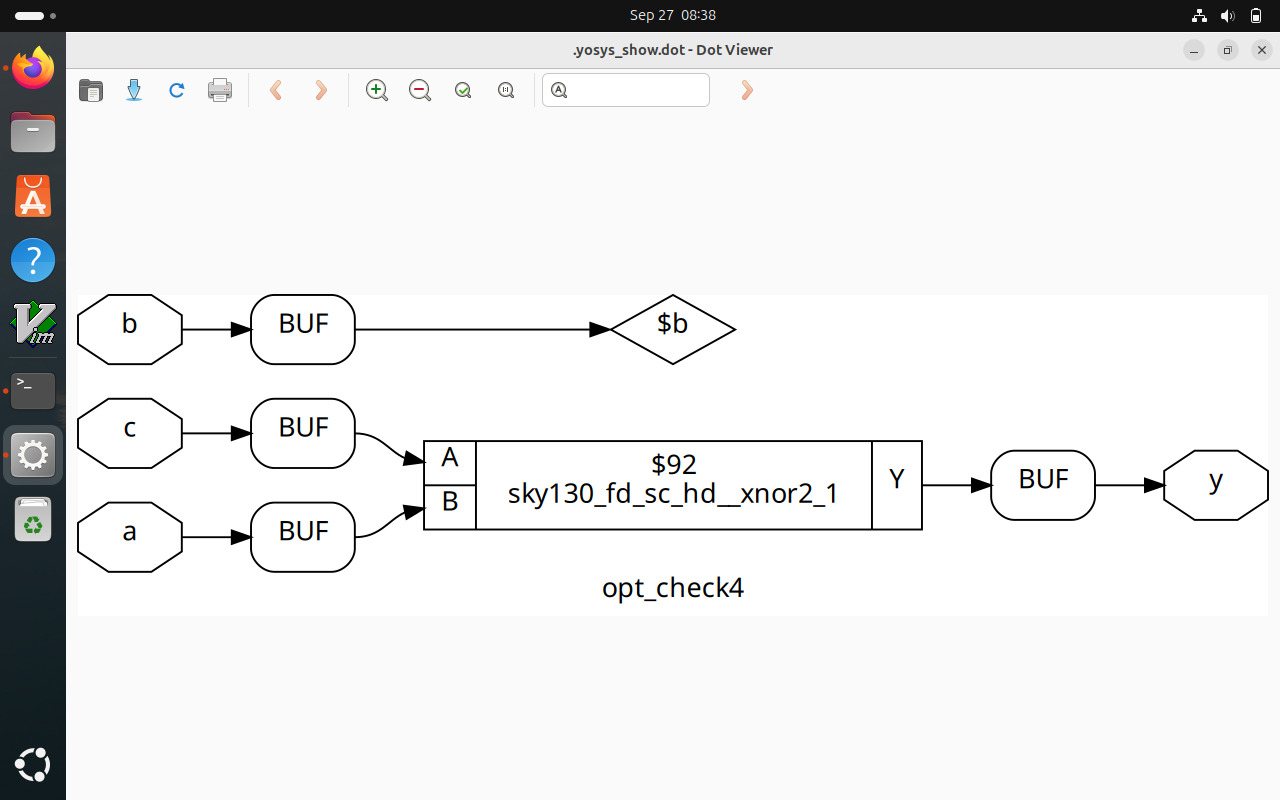 Sep 27 08:38
.yosys_show.dot - Dot Viewer
b
BUF
$b
c
BUF
A
B
$92
sky130_fd_sc_hd__xnor2_1
Y
BUF
y
a
BUF
opt_check4